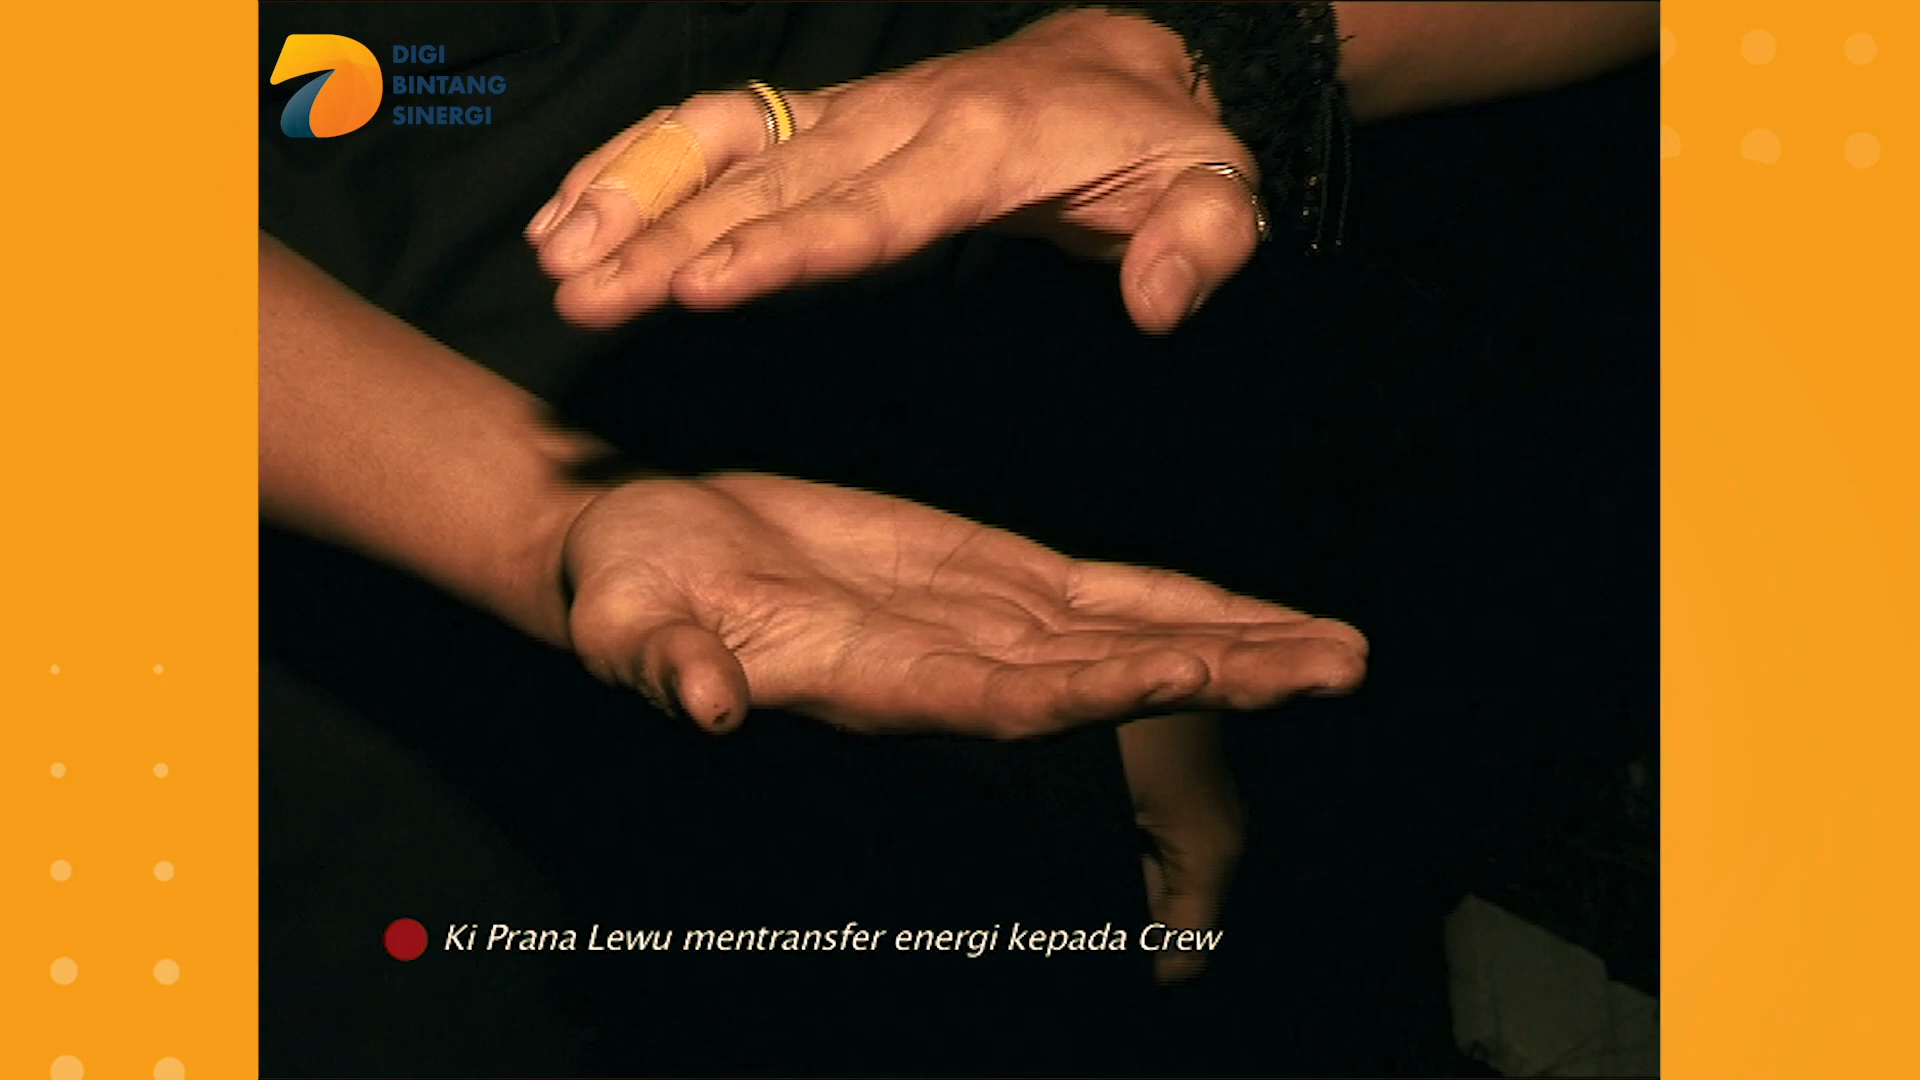 DIGI
BINTANG
SINERGI
Ki Prana Lewu mentransfer energi kepada Crew